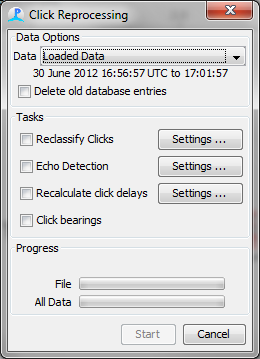 Click Reprocessing
Data Options
Data Loaded Data
30 June 2012 16:56:57 UTC to 17:01:57
Delete old database entries
Tasks
Reclassify Clicks Settings ...
Echo Detection Settings ...
Recalculate click delays Settings ...
Click bearings
Progress
File
All Data
Start Cancel